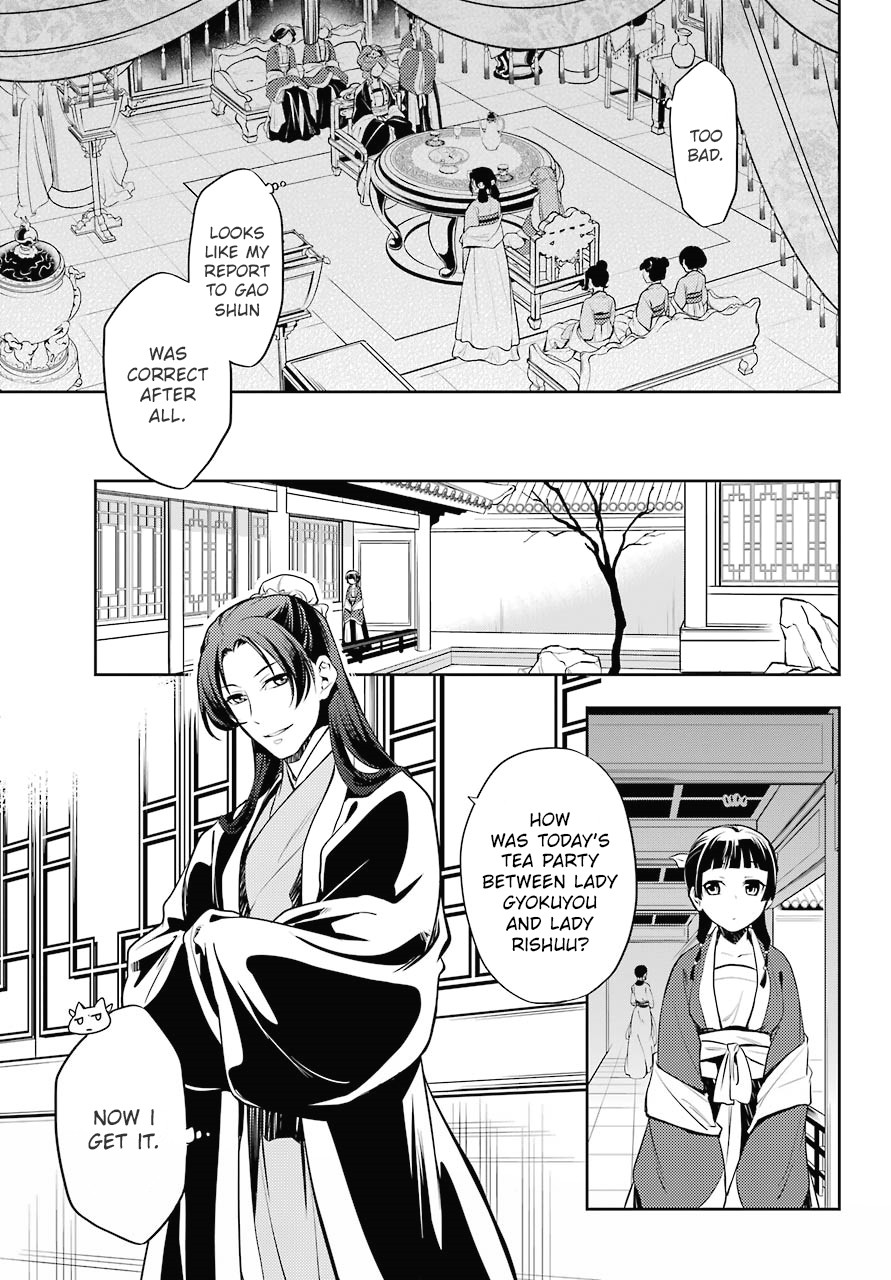 TOO
BAD.
LOOKS
LIKE MY
REPORT
TO GAO
SHUN
WAS
CORRECT
AFTER
ALL.
HOW
WAS TODAY'S
TEA PARTY
BETWEEN LADY
GYOKUYOU
AND LADY
RISHUU?
NOW I
GET IT.